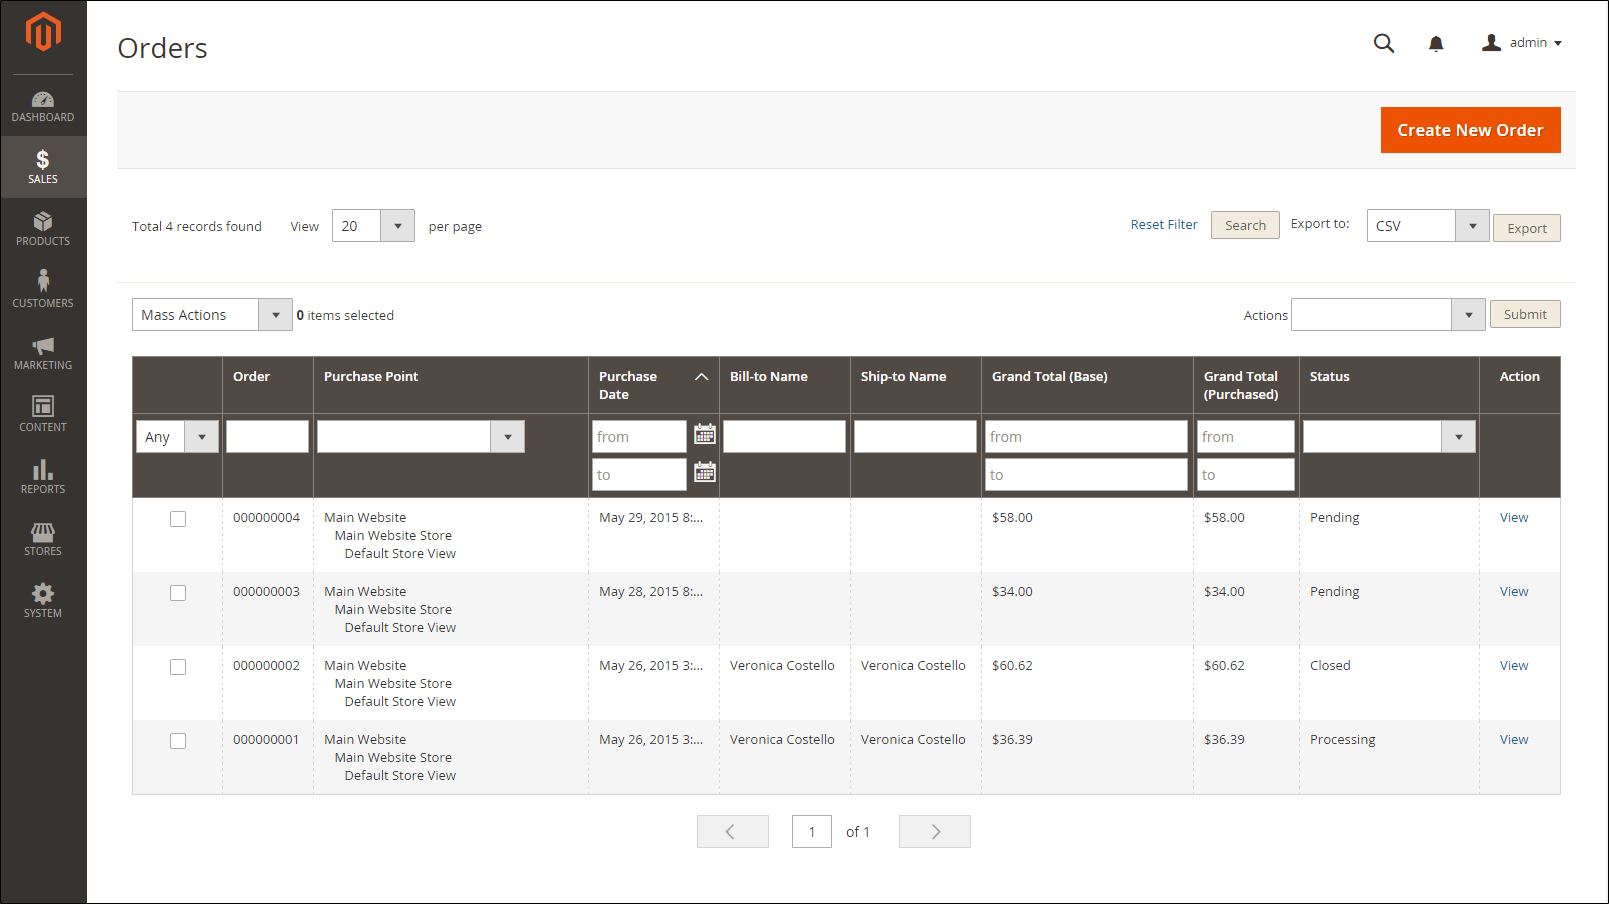 Orders
admin
DASHBOARD
SALES
PRODUCTS
CUSTOMERS
MARKETING
CONTENT
REPORTS
STORES
SYSTEM
Create New Order
Total 4 records found View 20 per page
Reset Filter Search Export to: CSV Export
Mass Actions 0 items selected
Actions Submit
Order Purchase Point Purchase Date Bill-to Name Ship-to Name Grand Total (Base) Grand Total (Purchased) Status Action
Any from from from
to to to
000000004 Main Website May 29, 2015 8:... $58.00 $58.00 Pending View
Main Website Store
Default Store View
000000003 Main Website May 28, 2015 8:... $34.00 $34.00 Pending View
Main Website Store
Default Store View
000000002 Main Website May 26, 2015 3:... Veronica Costello Veronica Costello $60.62 $60.62 Closed View
Main Website Store
Default Store View
000000001 Main Website May 26, 2015 3:... Veronica Costello Veronica Costello $36.39 $36.39 Processing View
Main Website Store
Default Store View
1 of 1